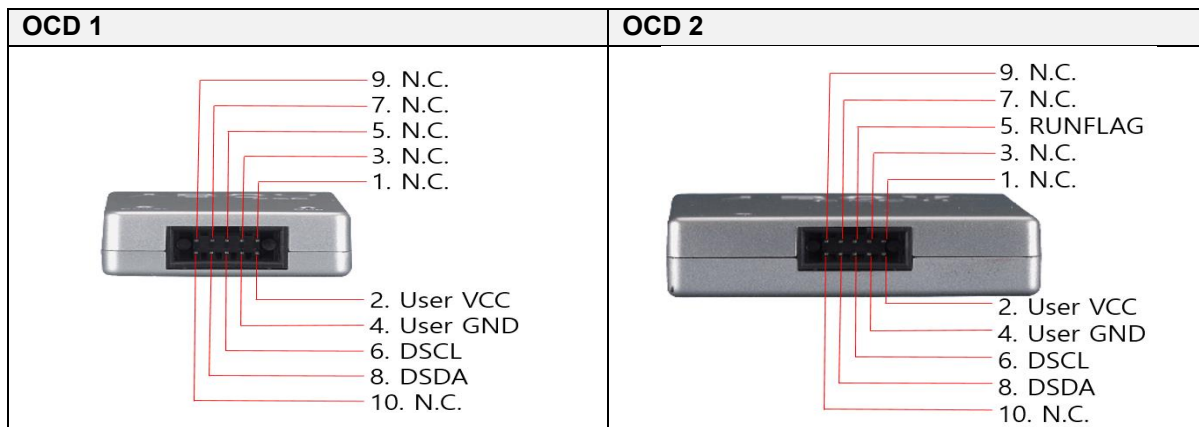 OCD 1
OCD 2
9. N.C.
7. N.C.
5. N.C.
3. N.C.
1. N.C.
2. User VCC
4. User GND
6. DSCL
8. DSDA
10. N.C.
9. N.C.
7. N.C.
5. RUNFLAG
3. N.C.
1. N.C.
2. User VCC
4. User GND
6. DSCL
8. DSDA
10. N.C.